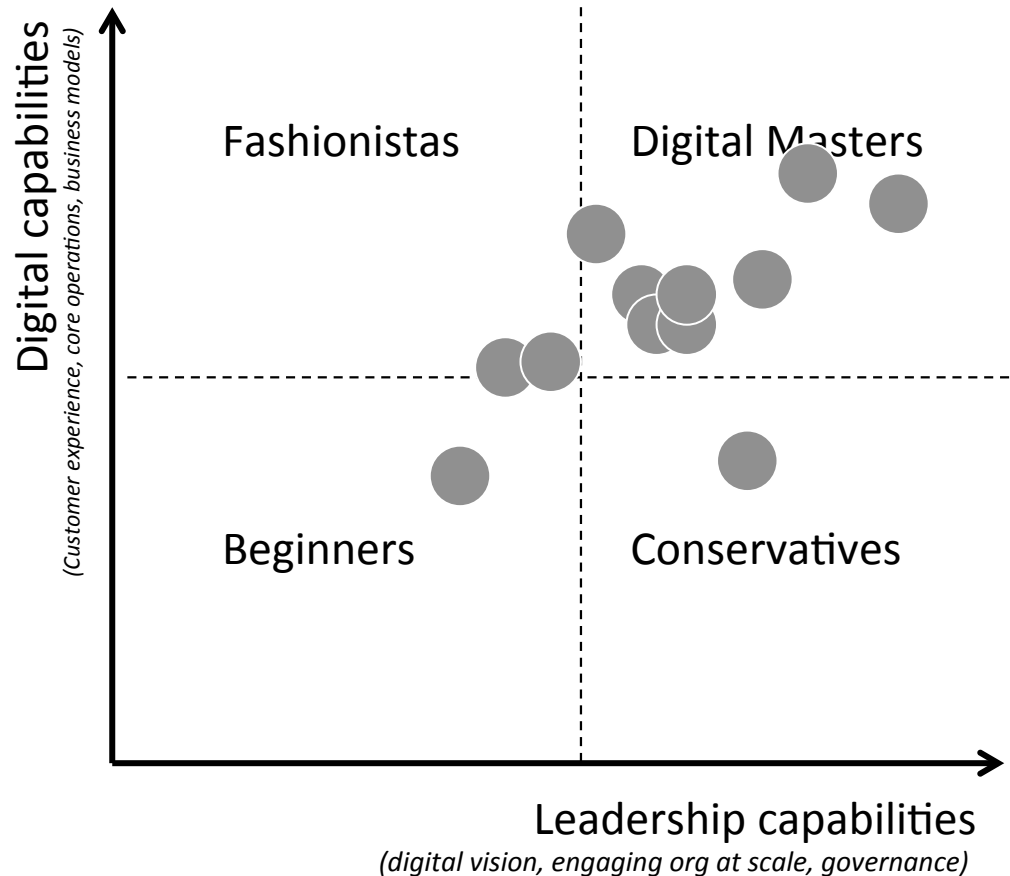 Digital capabilities
(Customer experience, core operations, business models)
Fashionistas
Digital Masters
Beginners
Conservatives
Leadership capabilities
(digital vision, engaging org at scale, governance)